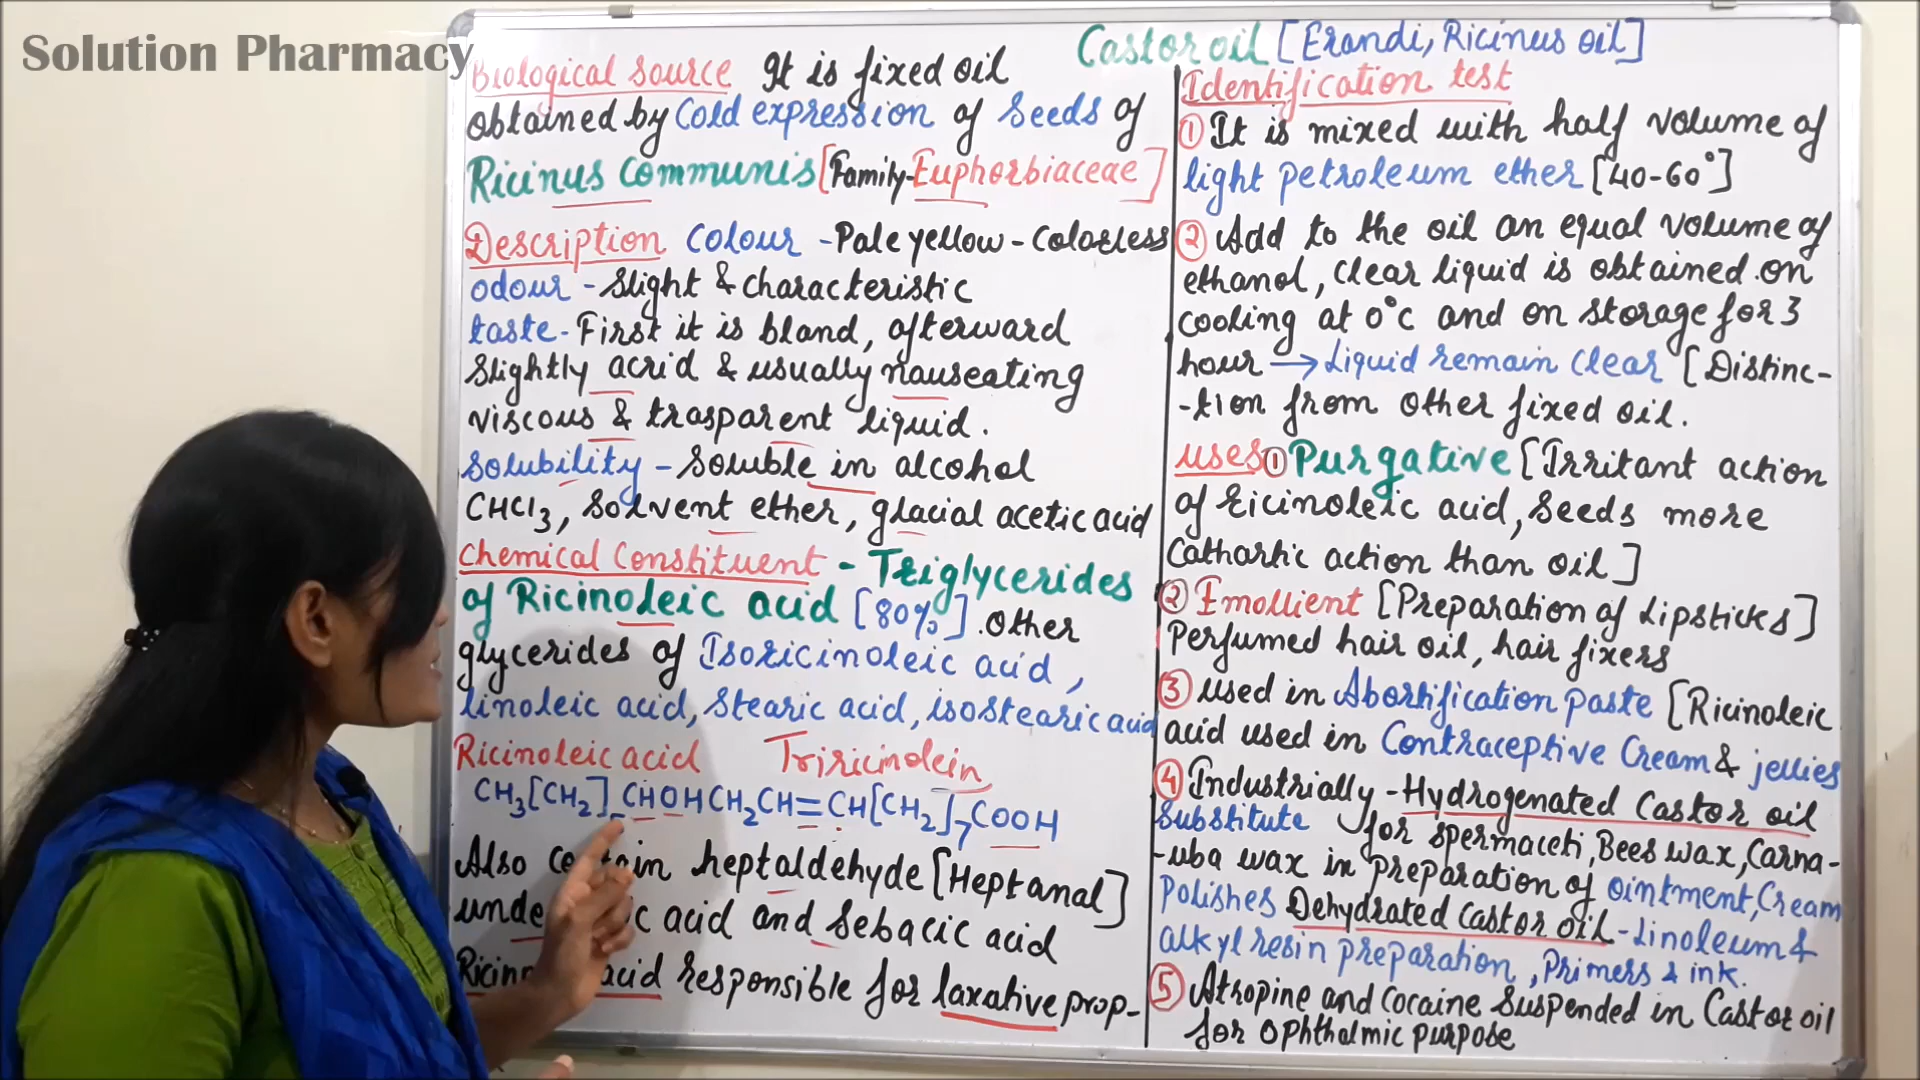 Solution Pharmacy
Castor oil [Erandi, Ricinus oil]
Biological source It is fixed oil
obtained by Cold expression of Seeds of
Ricinus Communis [Family-Euphorbiaceae]
Description Colour - Pale yellow - Colorless
odour - Slight & characteristic
taste - First it is bland, afterward
Slightly acrid & usually nauseating
viscous & trasparent liquid.
Solubility - Soluble in alcohol
CHCl3, Solvent ether, glacial acetic acid
Chemical Constituent - Triglycerides
of Ricinoleic acid [80%]. Other
glycerides of Isoricinoleic acid,
linoleic acid, Stearic acid, isostearic acid
Ricinoleic acid Triricinolein
CH3[CH2] CHOHCH2CH=CH[CH2]7COOH
Also heptaldehyde [Heptanal]
acid and Sebacic acid
acid responsible for laxative prop-
Identification test
① It is mixed with half volume of
light petroleum ether [40-60°]
② Add to the oil an equal volume of
ethanol, clear liquid is obtained. on
cooling at 0°c and on storage for 3
hour → Liquid remain clear [Distinc-
-tion from other fixed oil.
uses ① Purgative [Irritant action
of Ricinoleic acid, Seeds more
Cathartic action than oil]
② Emollient [Preparation of Lipsticks]
Perfumed hair oil, hair fixers
③ used in Abortification paste [Ricinoleic
acid used in Contraceptive Cream & jellies
④ Industrially - Hydrogenated Castor oil
Substitute for spermaceti, Bees wax, Carna-
-uba wax in preparation of ointment, Cream
Polishes Dehydrated Castor oil - Linoleum &
alkyl resin preparation, Primers & ink.
⑤ Atropine and Cocaine Suspended in Castor oil
for Ophthalmic purpose